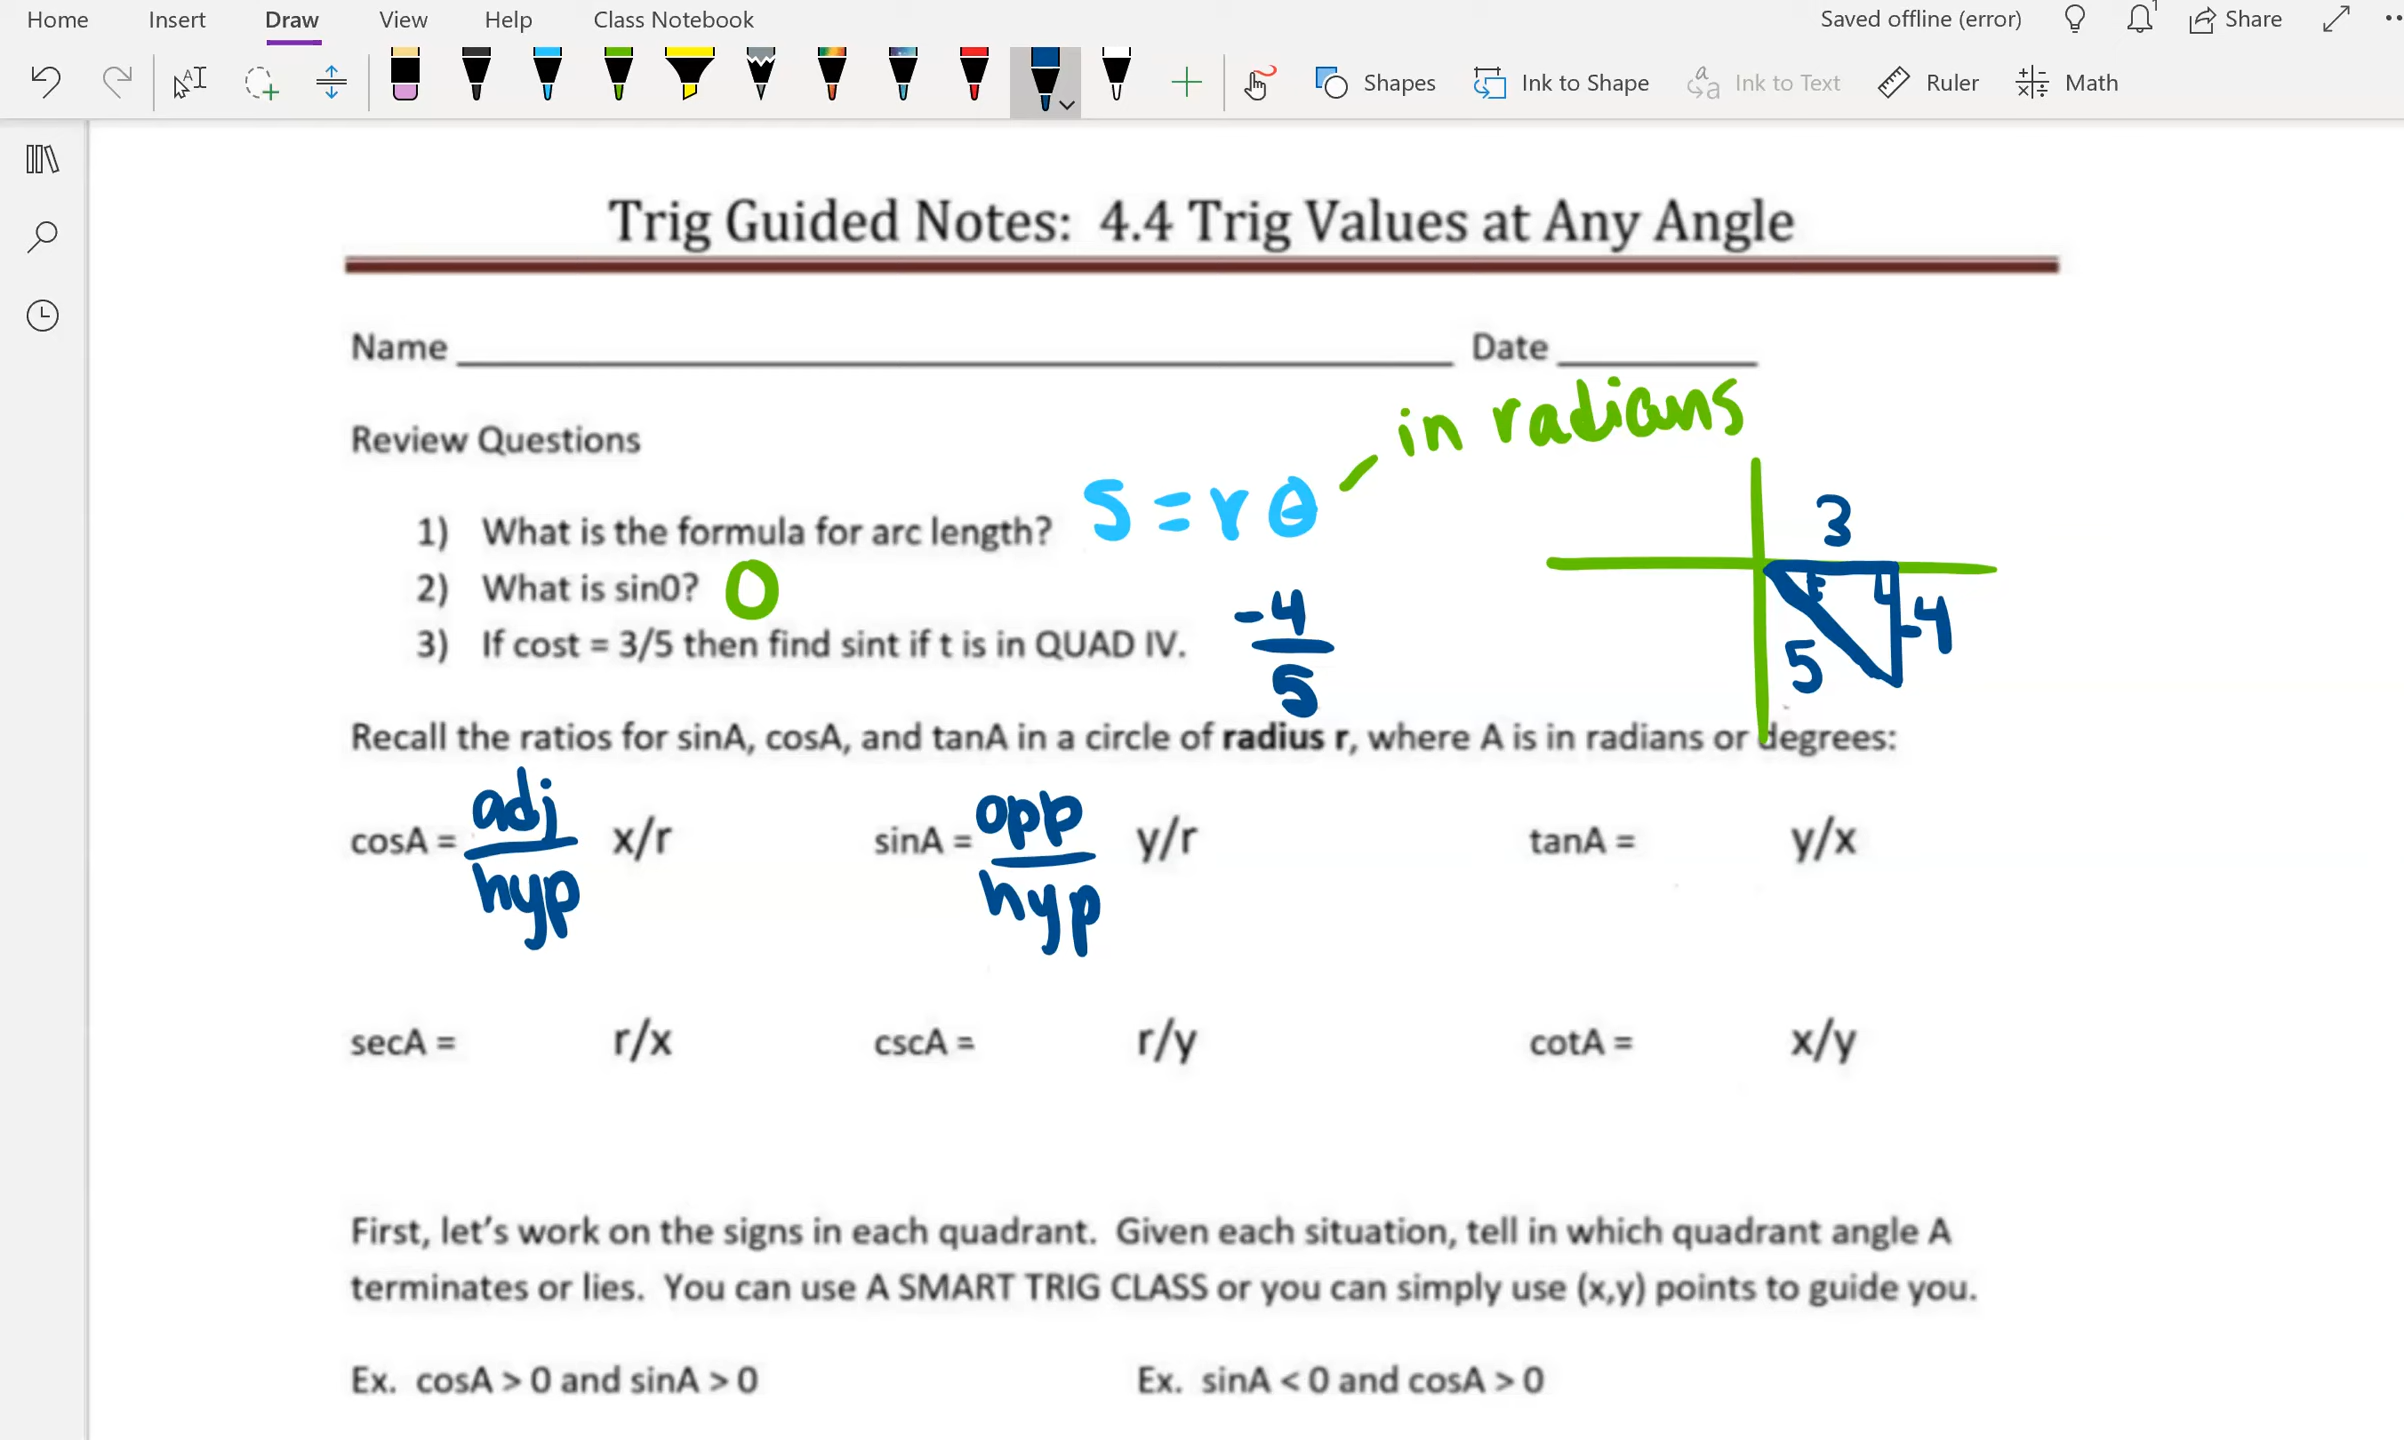 Home Insert Draw View Help Class Notebook Saved offline (error) 1 Share
Shapes Ink to Shape Ink to Text Ruler Math
Trig Guided Notes: 4.4 Trig Values at Any Angle
Name Date
in radians
Review Questions
1) What is the formula for arc length? S = r θ
2) What is sin0? 0
3) If cost = 3/5 then find sint if t is in QUAD IV. -4/5
3
-4
5
Recall the ratios for sinA, cosA, and tanA in a circle of radius r, where A is in radians or degrees:
cosA = adj/hyp x/r sinA = opp/hyp y/r tanA = y/x
secA = r/x cscA = r/y cotA = x/y
First, let's work on the signs in each quadrant. Given each situation, tell in which quadrant angle A
terminates or lies. You can use A SMART TRIG CLASS or you can simply use (x,y) points to guide you.
Ex. cosA > 0 and sinA > 0 Ex. sinA < 0 and cosA > 0